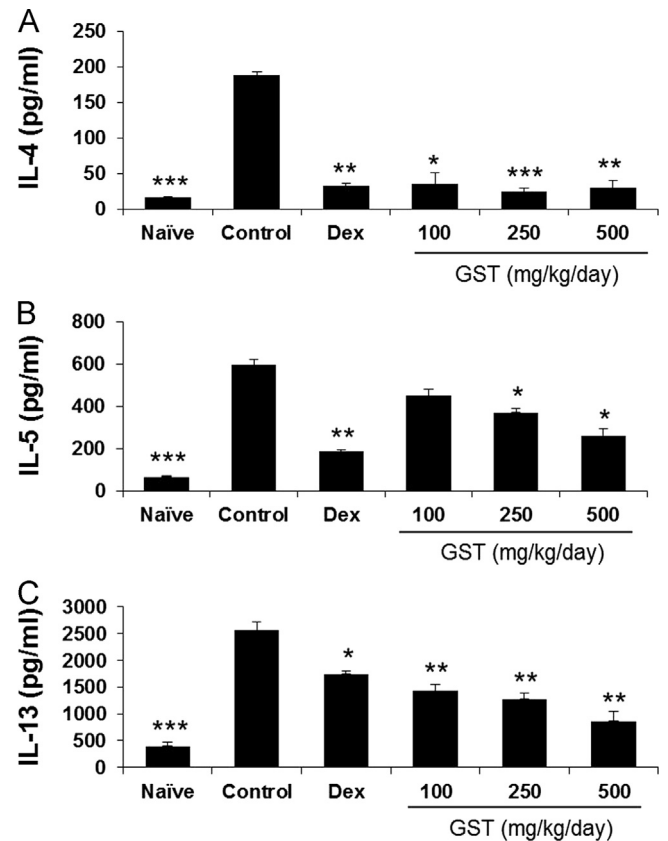 A
IL-4 (pg/ml)
250
200
150
100
50
0
***
**
*
***
**
Naïve Control Dex 100 250 500
GST (mg/kg/day)
B
IL-5 (pg/ml)
800
600
400
200
0
***
**
*
*
Naïve Control Dex 100 250 500
GST (mg/kg/day)
C
IL-13 (pg/ml)
3000
2500
2000
1500
1000
500
0
***
*
**
**
**
Naïve Control Dex 100 250 500
GST (mg/kg/day)